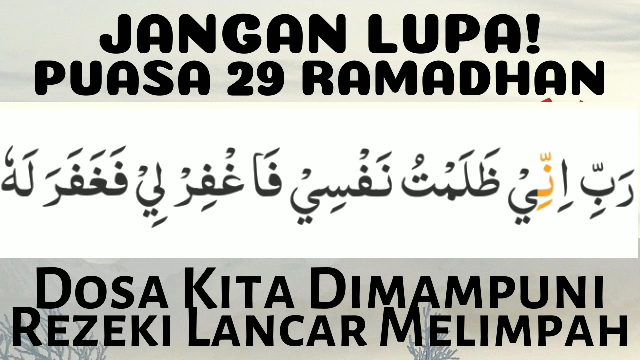 JANGAN LUPA!
PUASA 29 RAMADHAN
رَبِّ اِنِّيْ ظَلَمْتُ نَفْسِيْ فَاغْفِرْ لِيْ فَغَفَرَ لَهٗ
DOSA KITA DIMAMPUNI
REZEKI LANCAR MELIMPAH